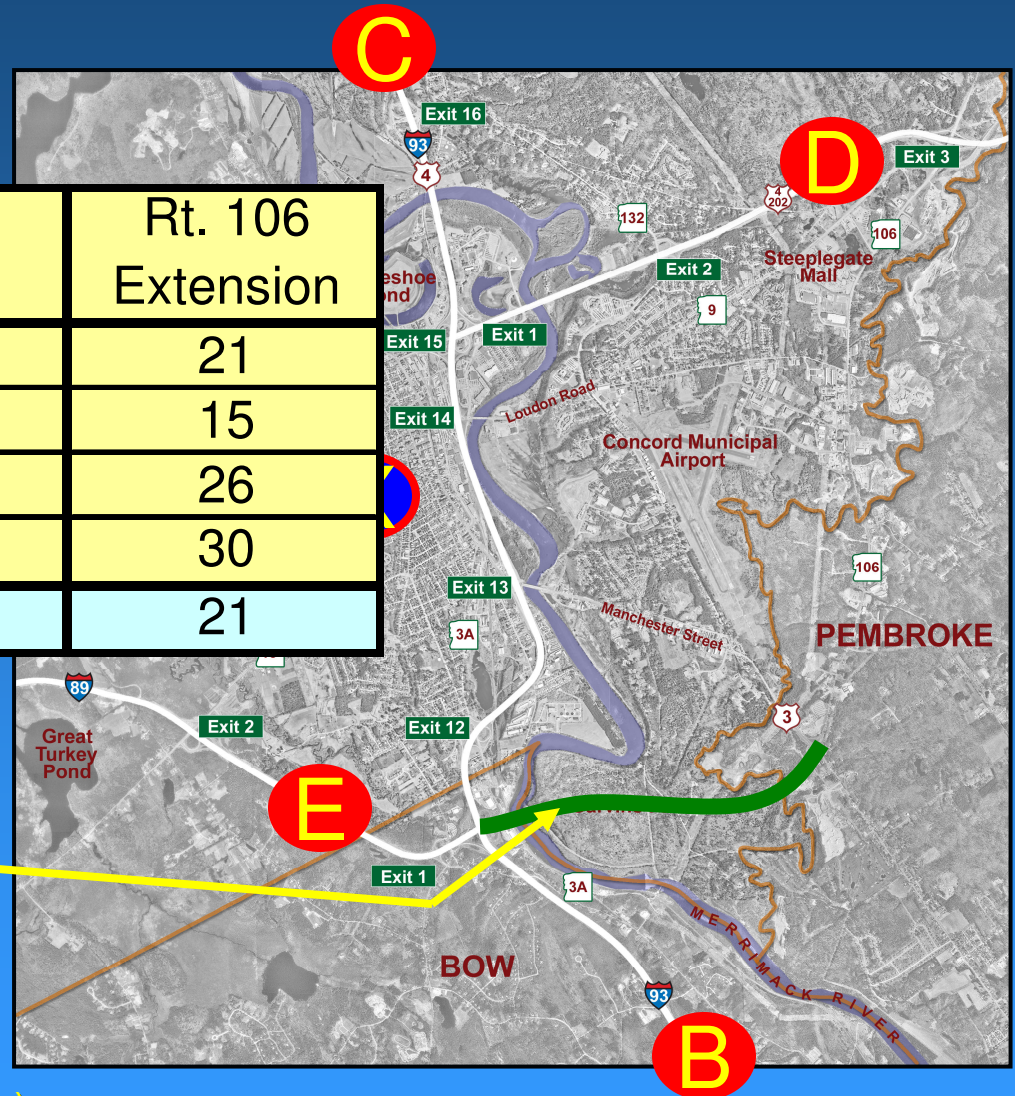 C
Exit 16
93
4
D
Exit 3
4
202
132
106
Rt. 106
Extension
21
15
26
30
21
Steeplegate
Mall
Exit 2
9
Exit 15
Exit 1
Loudon Road
Exit 14
Concord Municipal
Airport
106
Exit 13
3A
Manchester Street
PEMBROKE
89
Exit 2
Exit 12
3
Great
Turkey
Pond
E
Exit 1
3A
MERRIMACK RIVER
BOW
93
B